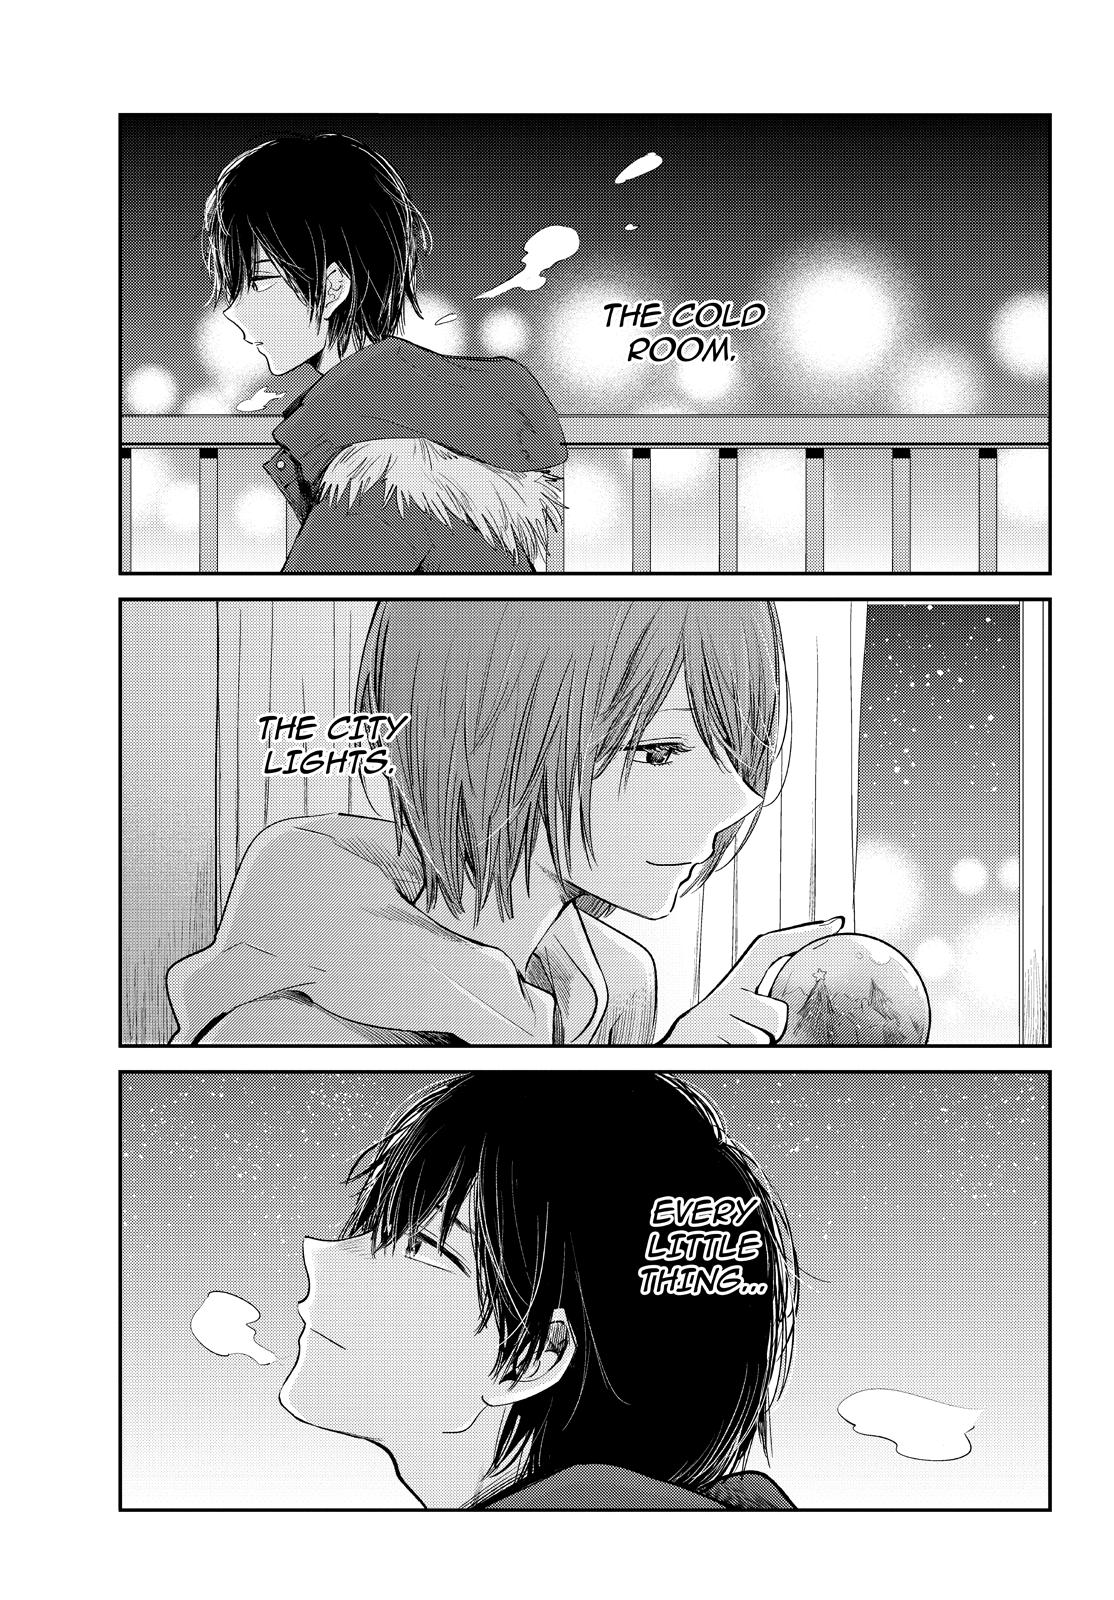 THE COLD
ROOM.
THE CITY
LIGHTS.
EVERY
LITTLE
THING...